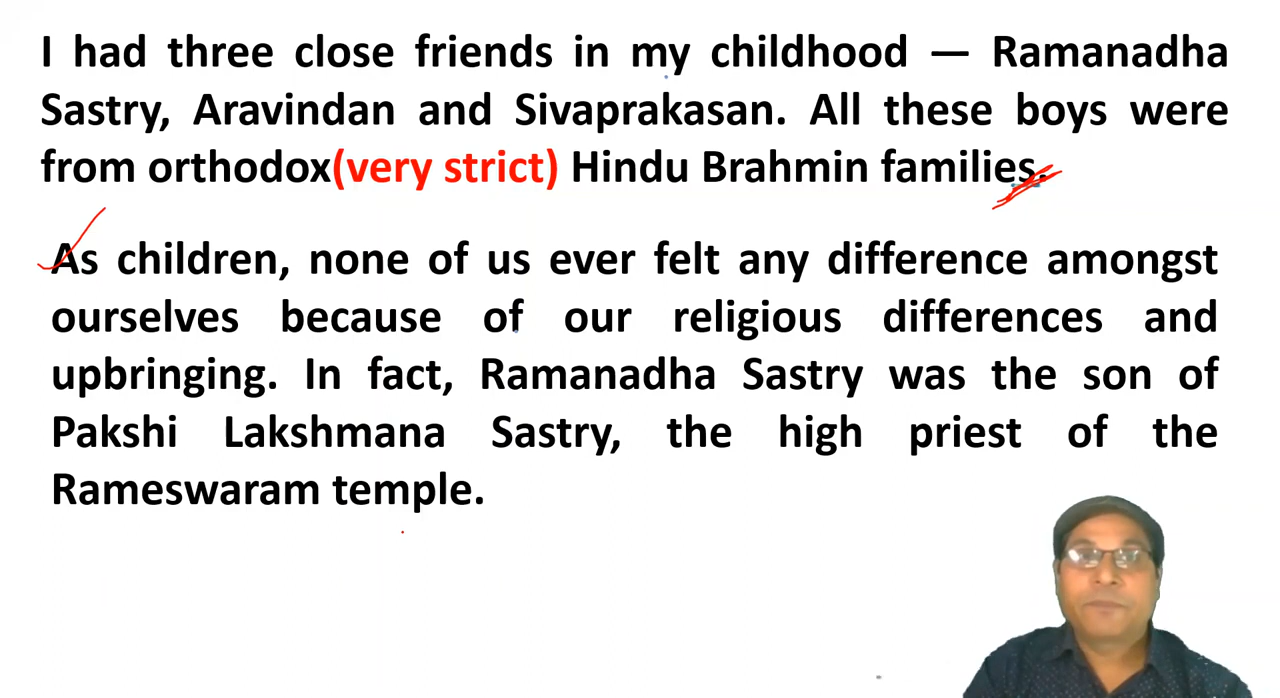 I had three close friends in my childhood — Ramanadha
Sastry, Aravindan and Sivaprakasan. All these boys were
from orthodox(very strict) Hindu Brahmin families.
As children, none of us ever felt any difference amongst
ourselves because of our religious differences and
upbringing. In fact, Ramanadha Sastry was the son of
Pakshi Lakshmana Sastry, the high priest of the
Rameswaram temple.